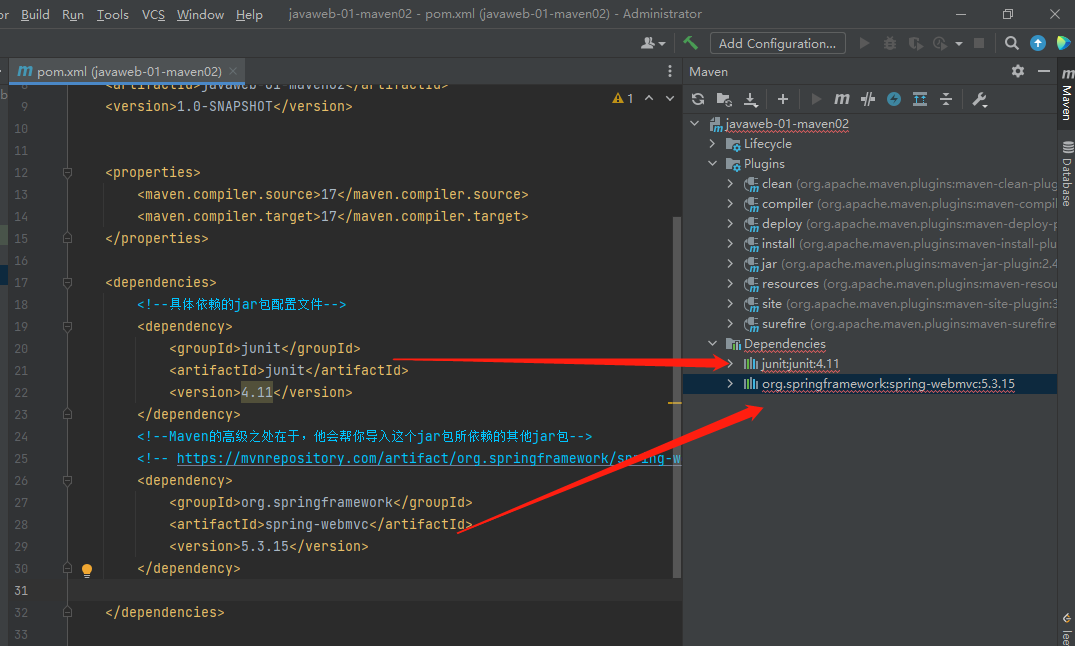 Build Run Tools VCS Window Help javaweb-01-maven02 - pom.xml (javaweb-01-maven02) - Administrator
Add Configuration...
pom.xml (javaweb-01-maven02)
Maven
1
9 <version>1.0-SNAPSHOT</version>
10
11
12 <properties>
13 <maven.compiler.source>17</maven.compiler.source>
14 <maven.compiler.target>17</maven.compiler.target>
15 </properties>
16
17 <dependencies>
18 <!--具体依赖的jar包配置文件-->
19 <dependency>
20 <groupId>junit</groupId>
21 <artifactId>junit</artifactId>
22 <version>4.11</version>
23 </dependency>
24 <!--Maven的高级之处在于，他会帮你导入这个jar包所依赖的其他jar包-->
25 <!-- https://mvnrepository.com/artifact/org.springframework/spring-w
26 <dependency>
27 <groupId>org.springframework</groupId>
28 <artifactId>spring-webmvc</artifactId>
29 <version>5.3.15</version>
30 </dependency>
31
32 </dependencies>
33
javaweb-01-maven02
Lifecycle
Plugins
clean (org.apache.maven.plugins:maven-clean-plug
compiler (org.apache.maven.plugins:maven-compil
deploy (org.apache.maven.plugins:maven-deploy-p
install (org.apache.maven.plugins:maven-install-plu
jar (org.apache.maven.plugins:maven-jar-plugin:2.4
resources (org.apache.maven.plugins:maven-resou
site (org.apache.maven.plugins:maven-site-plugin:3
surefire (org.apache.maven.plugins:maven-surefire
Dependencies
junit:junit:4.11
org.springframework:spring-webmvc:5.3.15
Maven
Database